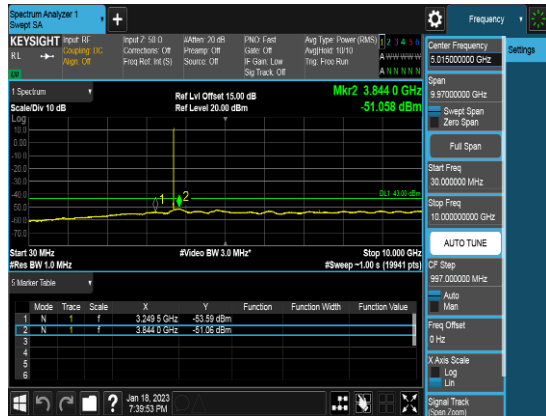 Spectrum Analyzer 1
Swept SA
Frequency
KEYSIGHT
Input: RF
Input Z: 50 Ω
#Atten: 20 dB
PNO: Fast
Avg Type: Power (RMS)
1 2 3 4 5 6
RL
Coupling: DC
Corrections: Off
Preamp: Off
Gate: Off
Avg|Hold: 10/10
A W W W W W
Align: Off
Freq Ref: Int (S)
Source: Off
IF Gain: Low
Trig: Free Run
Sig Track: Off
A N N N N N
Center Frequency
5.015000000 GHz
Settings
Span
9.97000000 GHz
Swept Span
Zero Span
Full Span
Start Freq
30.000000 MHz
Stop Freq
10.000000000 GHz
AUTO TUNE
CF Step
997.000000 MHz
Auto
Man
Freq Offset
0 Hz
X Axis Scale
Log
Lin
Signal Track
(Span Zoom)
1 Spectrum
Ref Lvl Offset 15.00 dB
Mkr2 3.844 0 GHz
Scale/Div 10 dB
Ref Level 20.00 dBm
-51.058 dBm
Log
10.0
0.00
-10.0
-20.0
-30.0
-40.0
DL1 -43.00 dBm
-50.0
-60.0
-70.0
1
2
Start 30 MHz
#Video BW 3.0 MHz*
Stop 10.000 GHz
#Res BW 1.0 MHz
#Sweep ~1.00 s (19941 pts)
5 Marker Table
Mode Trace Scale X Y Function Function Width Function Value
1 N 1 f 3.249 5 GHz -53.59 dBm
2 N 1 f 3.844 0 GHz -51.06 dBm
3
4
5
6
?
Jan 18, 2023
7:39:53 PM